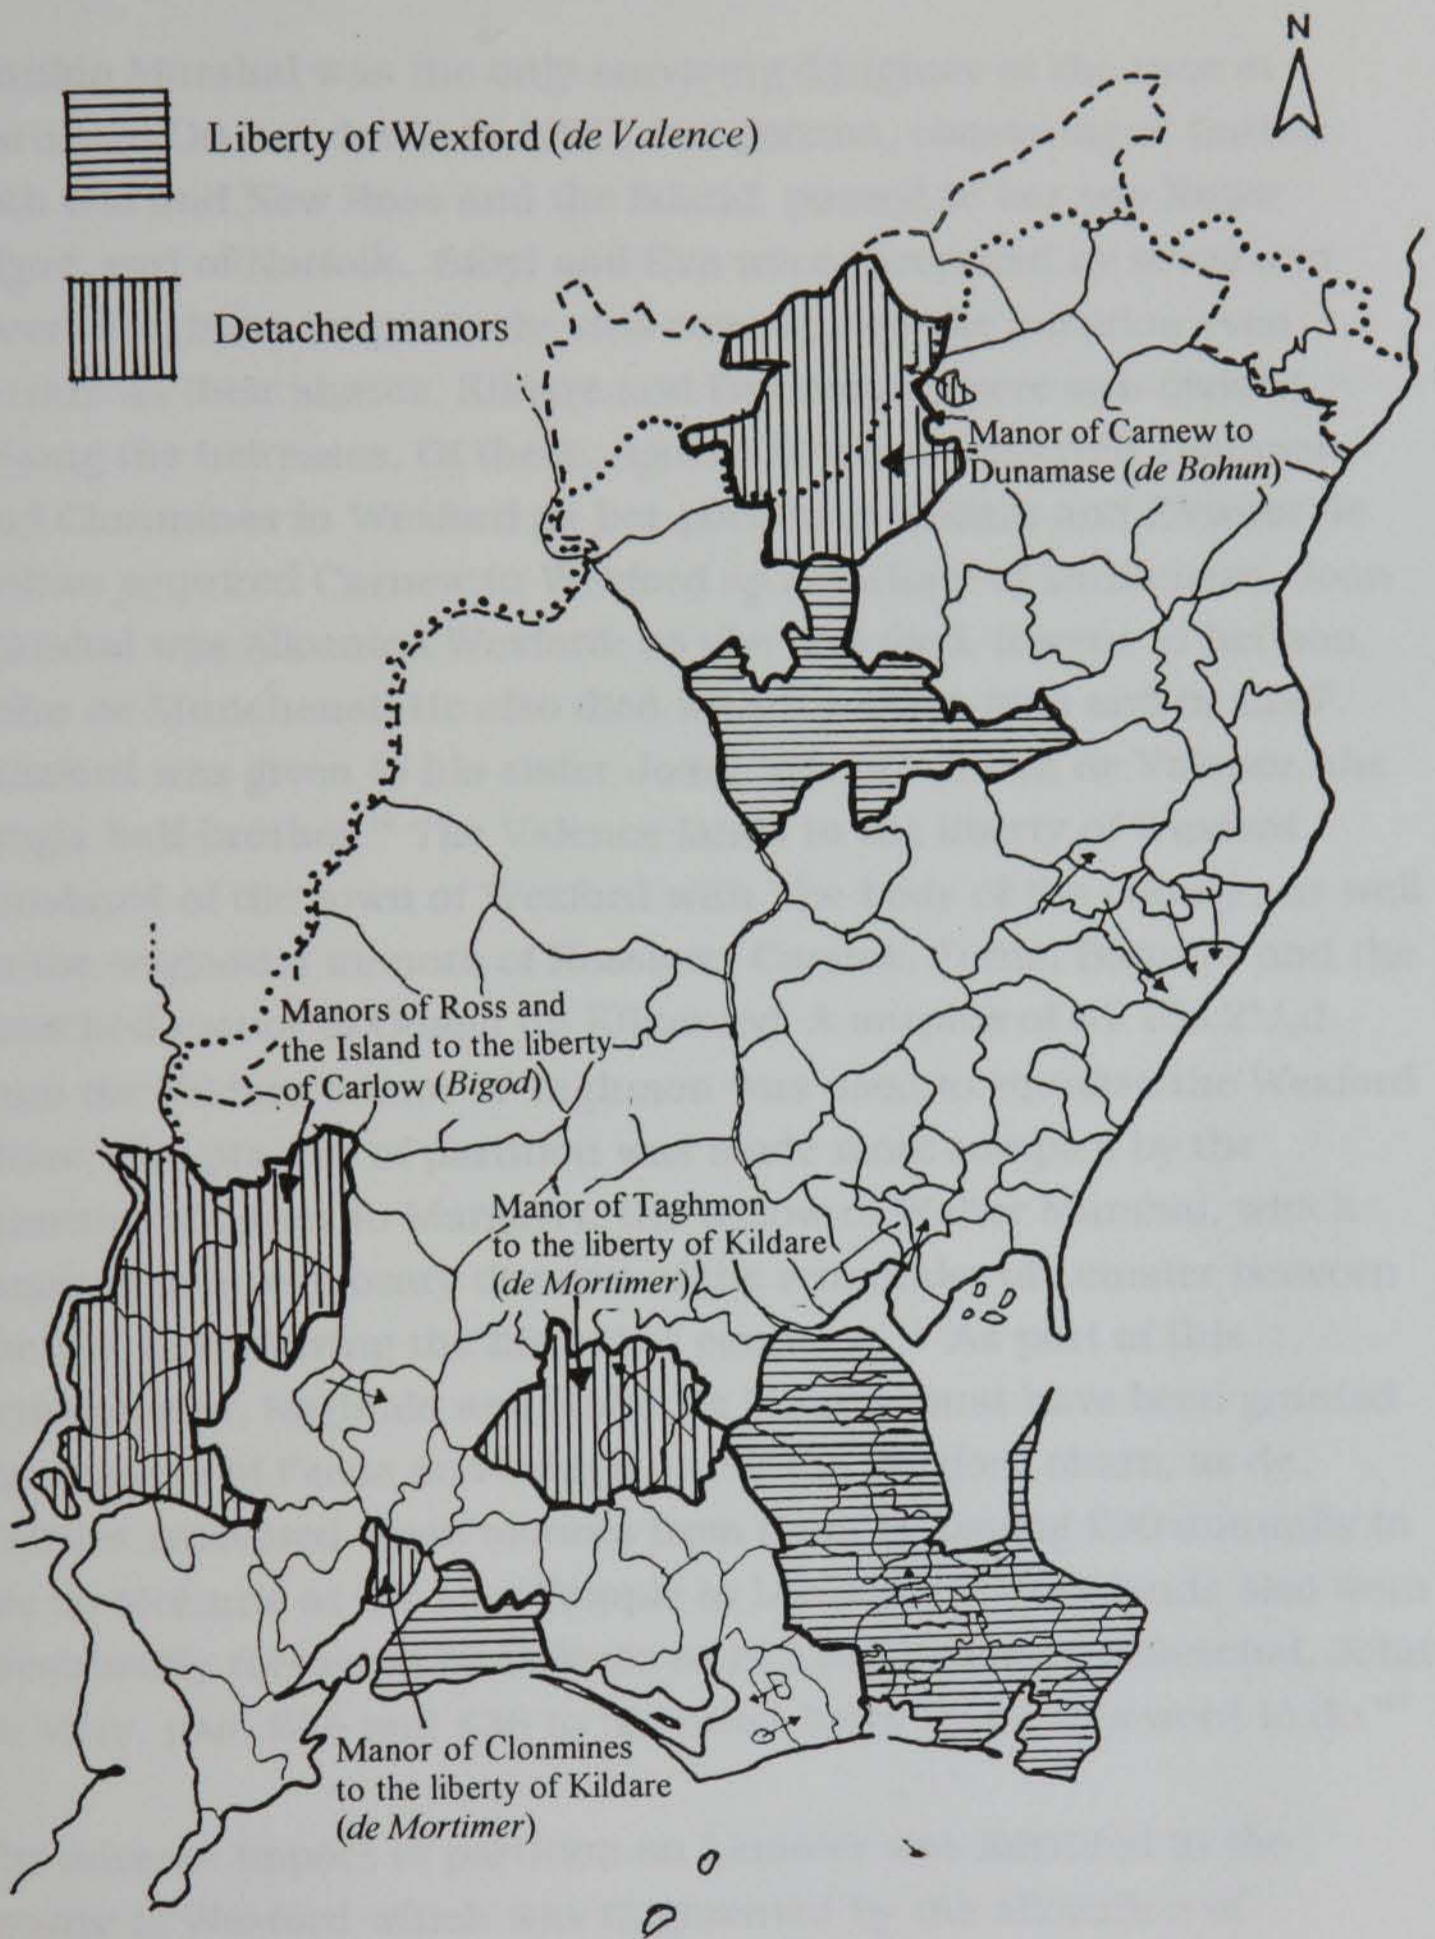 N
Liberty of Wexford (de Valence)
Detached manors
Manor of Carnew to
Dunamase (de Bohun)
Manors of Ross and
the Island to the liberty
of Carlow (Bigod)
Manor of Taghmon
to the liberty of Kildare
(de Mortimer)
Manor of Clonmines
to the liberty of Kildare
(de Mortimer)